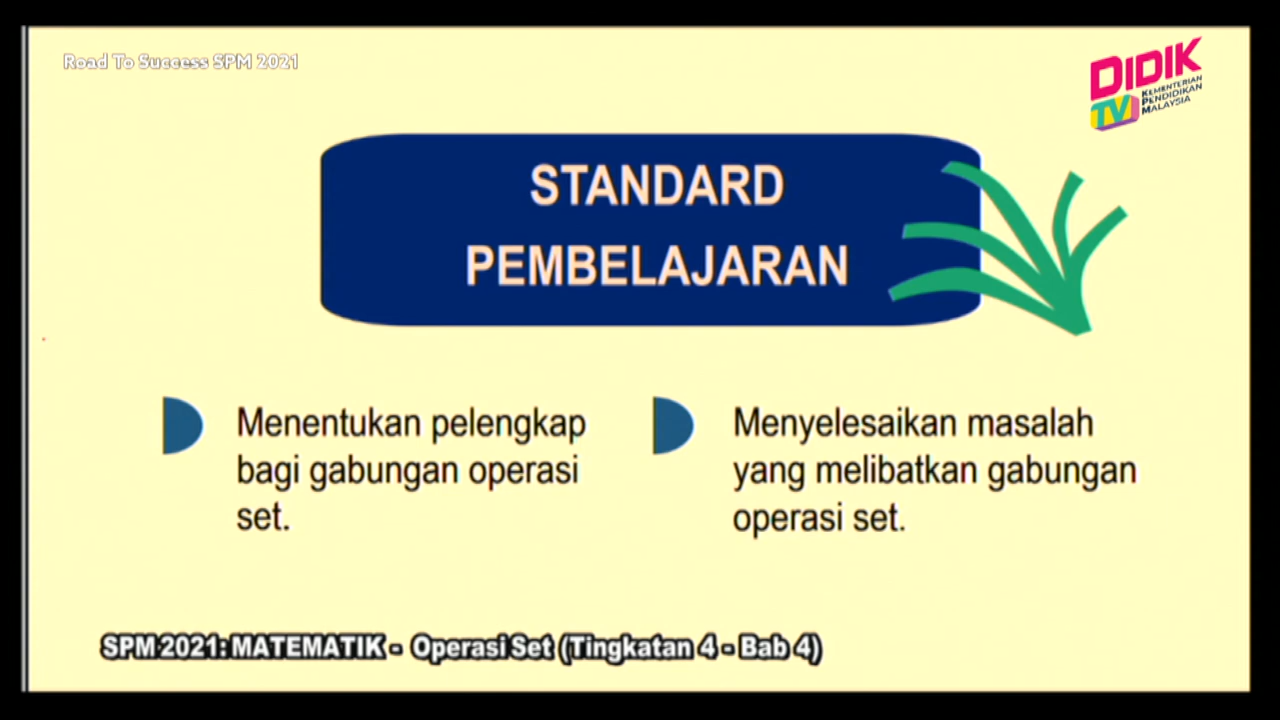 Road To Success SPM 2021
DIDIK
TV
KEMENTERIAN
PENDIDIKAN
MALAYSIA
STANDARD
PEMBELAJARAN
Menentukan pelengkap
bagi gabungan operasi
set.
Menyelesaikan masalah
yang melibatkan gabungan
operasi set.
SPM 2021: MATEMATIK - Operasi Set (Tingkatan 4 - Bab 4)